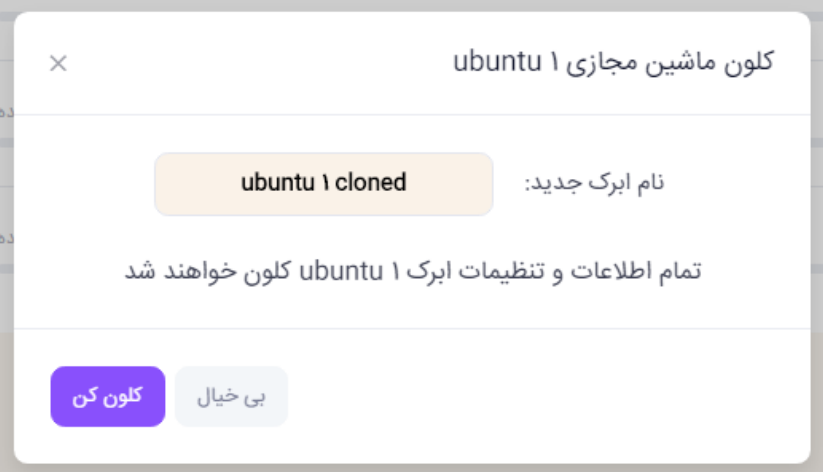 کلون ماشین مجازی ubuntu ۱
نام ابرک جدید:
ubuntu ۱ cloned
تمام اطلاعات و تنظیمات ابرک ubuntu ۱ کلون خواهند شد
بی خیال
کلون کن